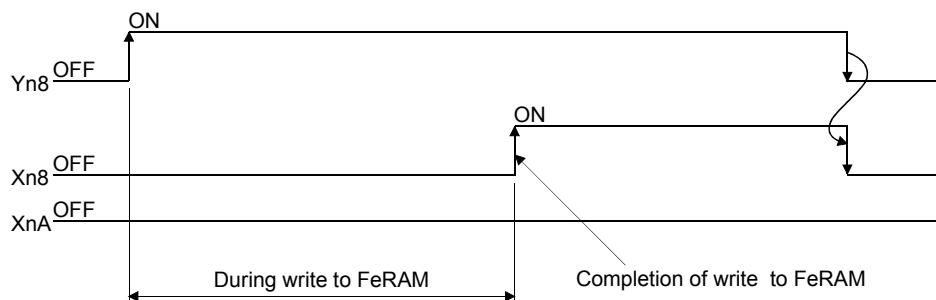 ON
Yn8 OFF
ON
Xn8 OFF
XnA OFF
During write to FeRAM
Completion of write to FeRAM